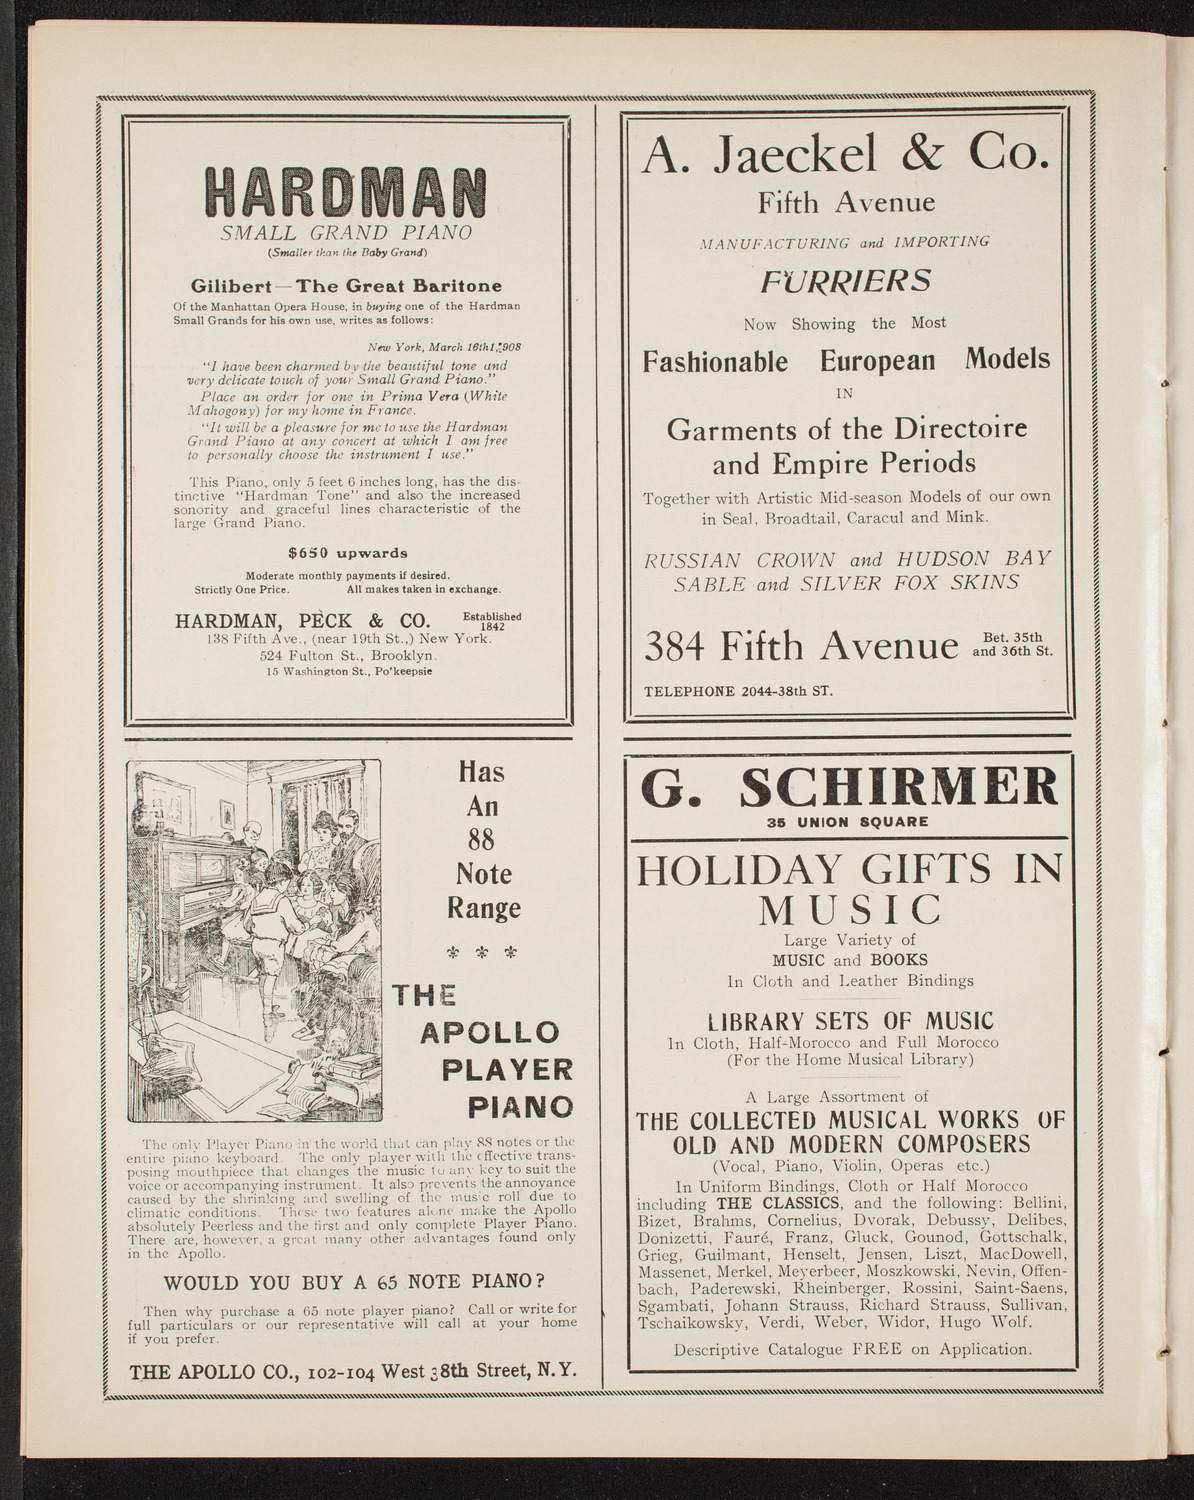 HARDMAN
SMALL GRAND PIANO
(Smaller than the Baby Grand)
Gilibert—The Great Baritone
Of the Manhattan Opera House, in buying one of the Hardman
Small Grands for his own use, writes as follows:
New York, March 16th1,1908
"I have been charmed by the beautiful tone and
very delicate touch of your Small Grand Piano."
Place an order for one in Prima Vera (White
Mahogony) for my home in France.
"It will be a pleasure for me to use the Hardman
Grand Piano at any concert at which I am free
to personally choose the instrument I use."
This Piano, only 5 feet 6 inches long, has the dis-
tinctive "Hardman Tone" and also the increased
sonority and graceful lines characteristic of the
large Grand Piano.
$650 upwards
Moderate monthly payments if desired.
Strictly One Price. All makes taken in exchange.
HARDMAN, PECK & CO. Established
1842
138 Fifth Ave., (near 19th St.,) New York.
524 Fulton St., Brooklyn.
15 Washington St., Po'keepsie
A. Jaeckel & Co.
Fifth Avenue
MANUFACTURING and IMPORTING
FURRIERS
Now Showing the Most
Fashionable European Models
IN
Garments of the Directoire
and Empire Periods
Together with Artistic Mid-season Models of our own
in Seal, Broadtail, Caracul and Mink.
RUSSIAN CROWN and HUDSON BAY
SABLE and SILVER FOX SKINS
384 Fifth Avenue Bet. 35th
and 36th St.
TELEPHONE 2044-38th ST.
Has
An
88
Note
Range
THE
APOLLO
PLAYER
PIANO
The only Player Piano in the world that can play 88 notes or the
entire piano keyboard. The only player with the effective trans-
posing mouthpiece that changes the music to any key to suit the
voice or accompanying instrument. It also prevents the annoyance
caused by the shrinking and swelling of the music roll due to
climatic conditions. These two features alone make the Apollo
absolutely Peerless and the first and only complete Player Piano.
There are, however, a great many other advantages found only
in the Apollo.
WOULD YOU BUY A 65 NOTE PIANO?
Then why purchase a 65 note player piano? Call or write for
full particulars or our representative will call at your home
if you prefer.
THE APOLLO CO., 102-104 West 38th Street, N.Y.
G. SCHIRMER
35 UNION SQUARE
HOLIDAY GIFTS IN
MUSIC
Large Variety of
MUSIC and BOOKS
In Cloth and Leather Bindings
LIBRARY SETS OF MUSIC
In Cloth, Half-Morocco and Full Morocco
(For the Home Musical Library)
A Large Assortment of
THE COLLECTED MUSICAL WORKS OF
OLD AND MODERN COMPOSERS
(Vocal, Piano, Violin, Operas etc.)
In Uniform Bindings, Cloth or Half Morocco
including THE CLASSICS, and the following: Bellini,
Bizet, Brahms, Cornelius, Dvorak, Debussy, Delibes,
Donizetti, Fauré, Franz, Gluck, Gounod, Gottschalk,
Grieg, Guilmant, Henselt, Jensen, Liszt, MacDowell,
Massenet, Merkel, Meyerbeer, Moszkowski, Nevin, Offen-
bach, Paderewski, Rheinberger, Rossini, Saint-Saens,
Sgambati, Johann Strauss, Richard Strauss, Sullivan,
Tschaikowsky, Verdi, Weber, Widor, Hugo Wolf.
Descriptive Catalogue FREE on Application.